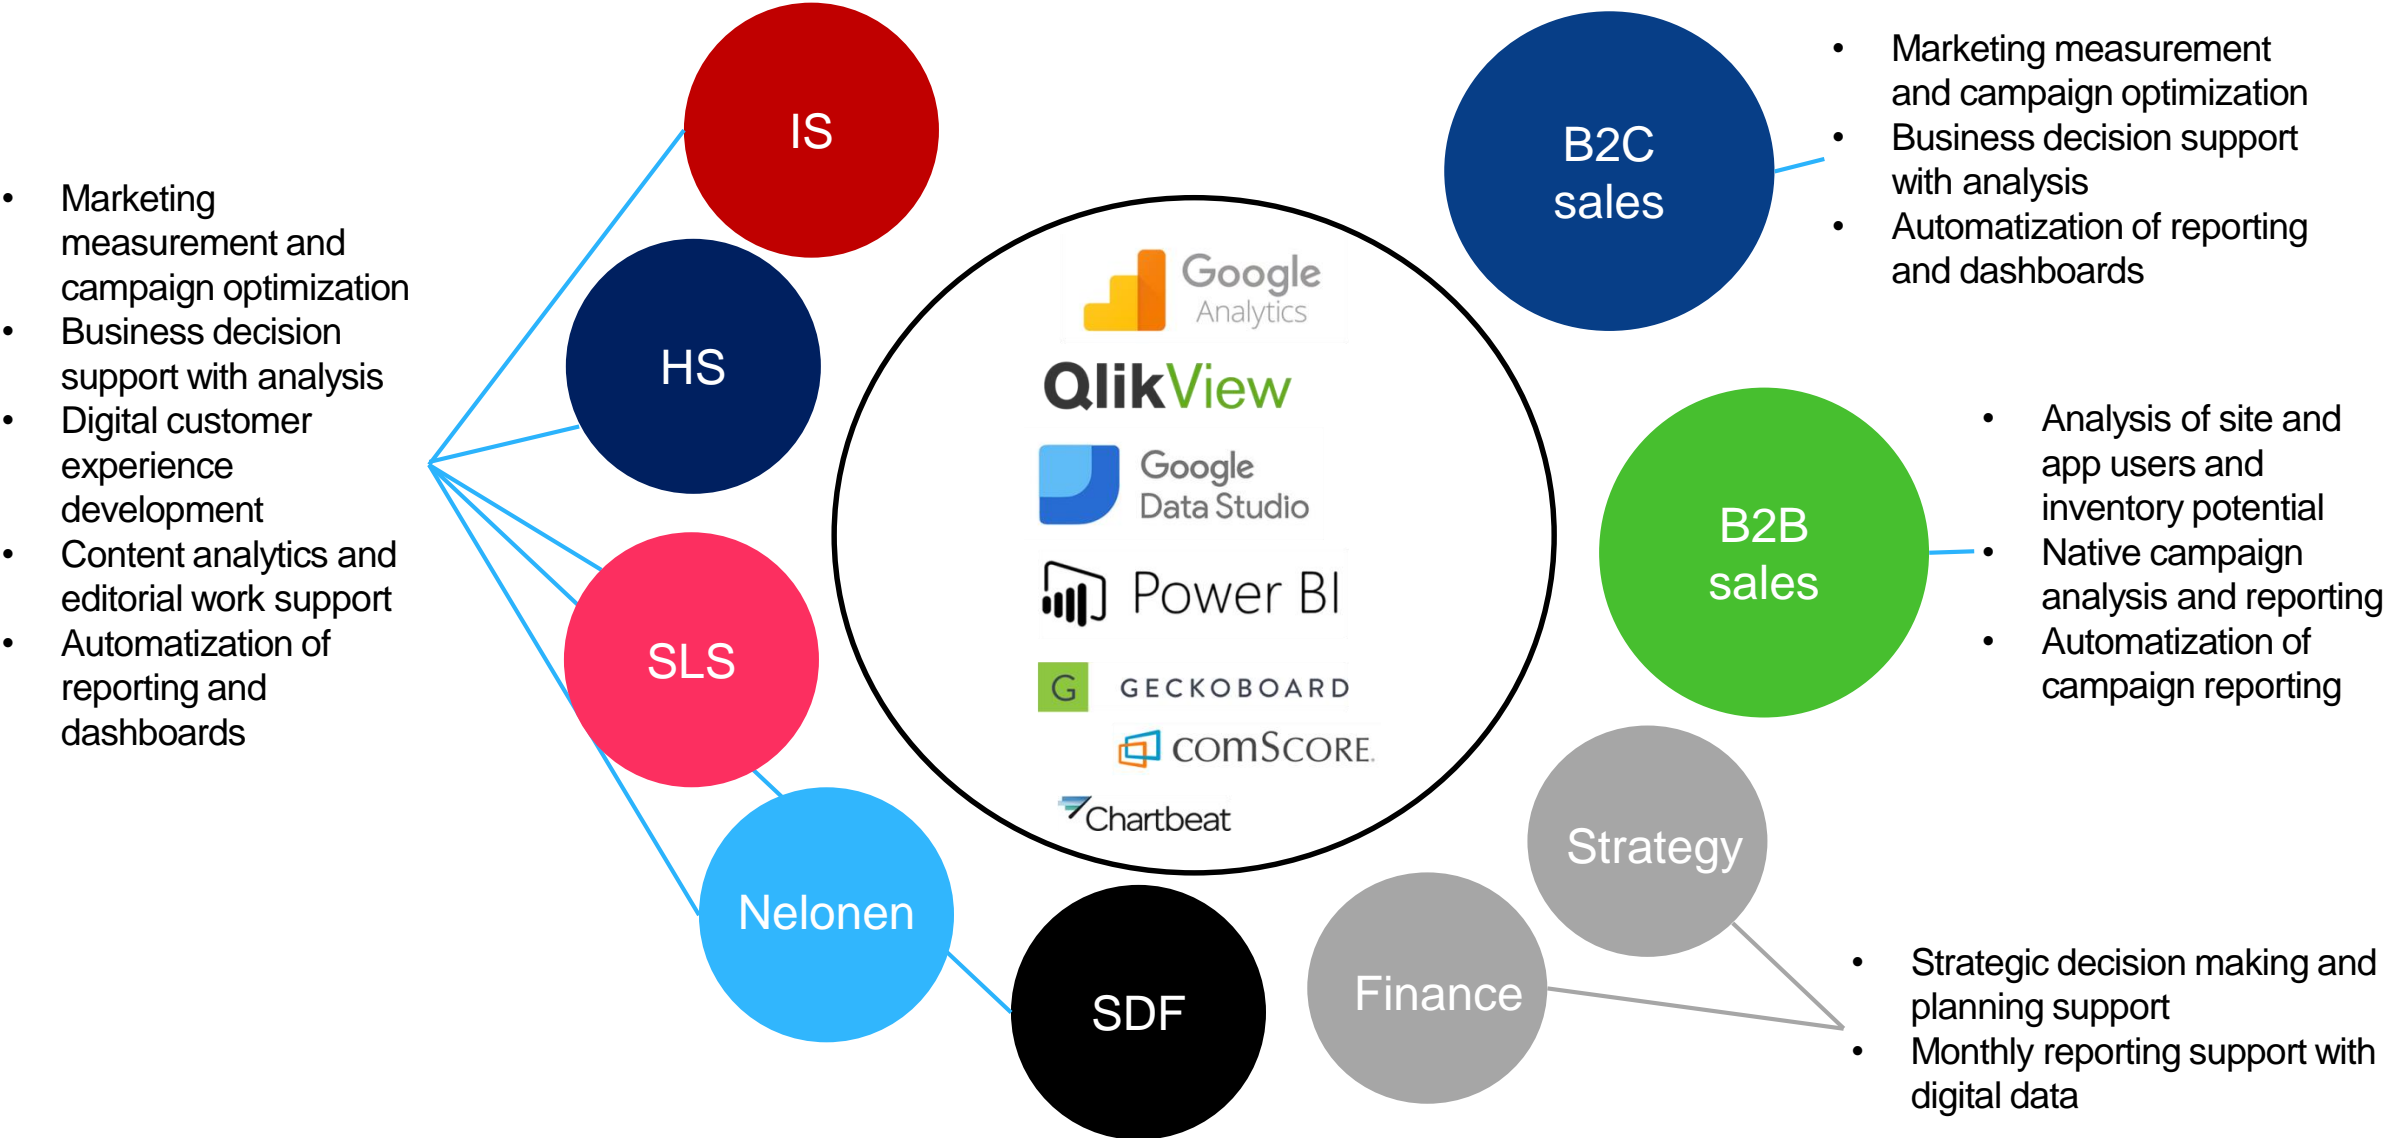 • Marketing
measurement and
campaign optimization
• Business decision
support with analysis
• Digital customer
experience
development
• Content analytics and
editorial work support
• Automatization of
reporting and
dashboards
IS
HS
SLS
Nelonen
SDF
Google
Analytics
QlikView
Google
Data Studio
Power BI
G GECKOBOARD
comSCORE.
Chartbeat
B2C
sales
• Marketing measurement
and campaign optimization
• Business decision support
with analysis
• Automatization of reporting
and dashboards
B2B
sales
• Analysis of site and
app users and
inventory potential
• Native campaign
analysis and reporting
• Automatization of
campaign reporting
Strategy
Finance
• Strategic decision making and
planning support
• Monthly reporting support with
digital data